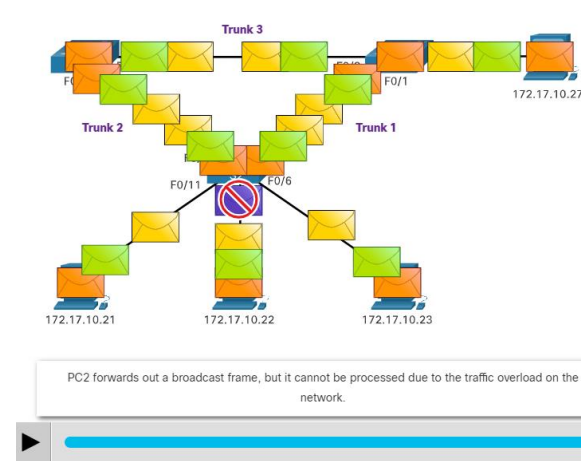 Trunk 3
F0/1
172.17.10.27
Trunk 2
Trunk 1
F0/11
F0/6
172.17.10.21
172.17.10.22
172.17.10.23
PC2 forwards out a broadcast frame, but it cannot be processed due to the traffic overload on the
network.